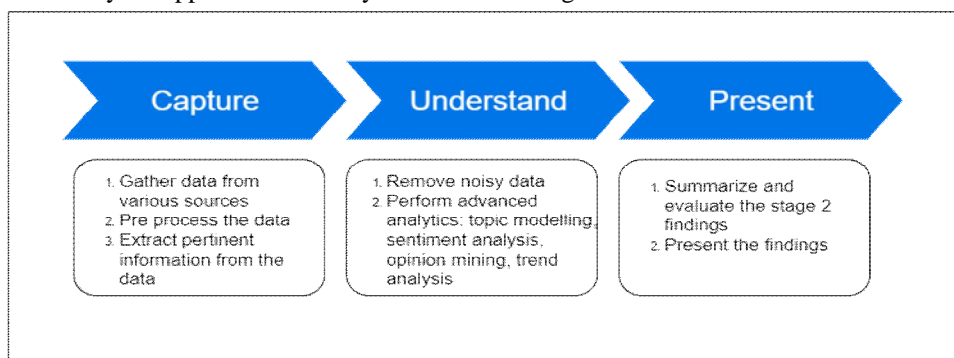 Capture
Understand
Present
1. Gather data from
various sources
2. Pre process the data
3. Extract pertinent
information from the
data
1. Remove noisy data
2. Perform advanced
analytics: topic modelling,
sentiment analysis,
opinion mining, trend
analysis
1. Summarize and
evaluate the stage 2
findings
2. Present the findings